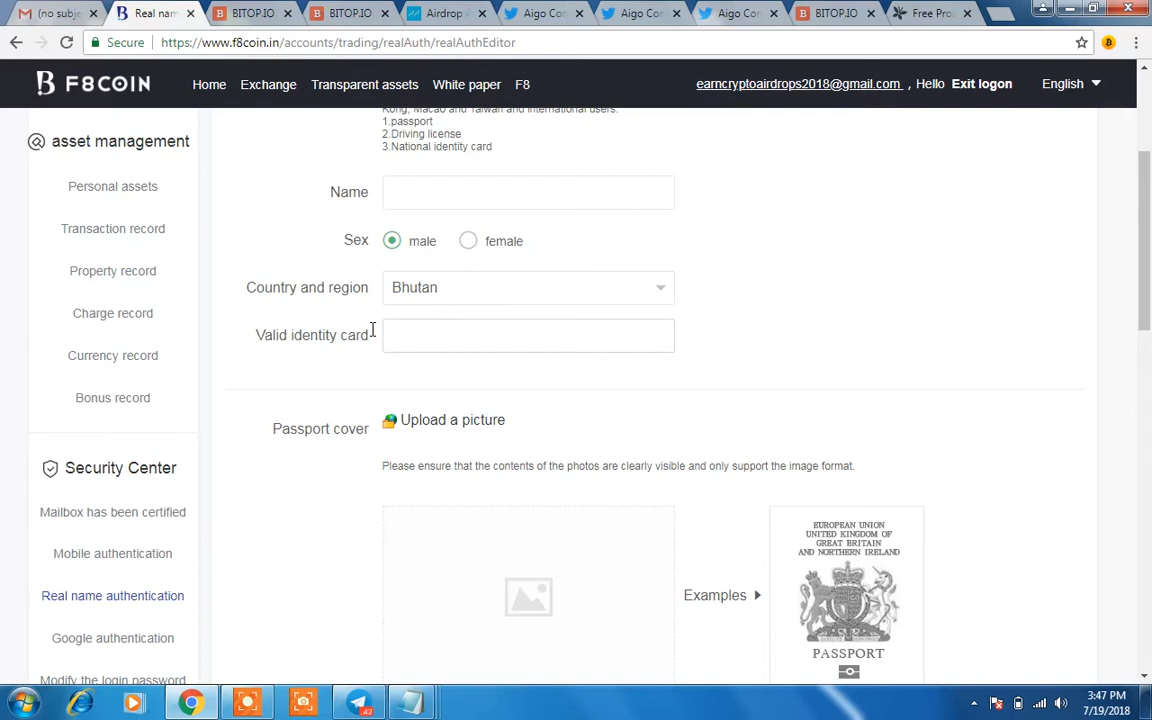 (no subje
Real nam
BITOP.IO
BITOP.IO
Airdrop
Aigo Con
Aigo Con
Aigo Con
BITOP.IO
Free Pro
Secure
https://www.f8coin.in/accounts/trading/realAuth/realAuthEditor
F8COIN
Home
Exchange
Transparent assets
White paper
F8
earncryptoairdrops2018@gmail.com , Hello Exit logon
English
Kong, Macao and Taiwan and international users.
1.passport
2.Driving license
3.National identity card
asset management
Personal assets
Transaction record
Property record
Charge record
Currency record
Bonus record
Security Center
Mailbox has been certified
Mobile authentication
Real name authentication
Google authentication
Modify the login password
Name
Sex
male
female
Country and region
Bhutan
Valid identity card
Passport cover
Upload a picture
Please ensure that the contents of the photos are clearly visible and only support the image format.
Examples
EUROPEAN UNION
UNITED KINGDOM OF
GREAT BRITAIN
AND NORTHERN IRELAND
PASSPORT
42
3:47 PM
7/19/2018